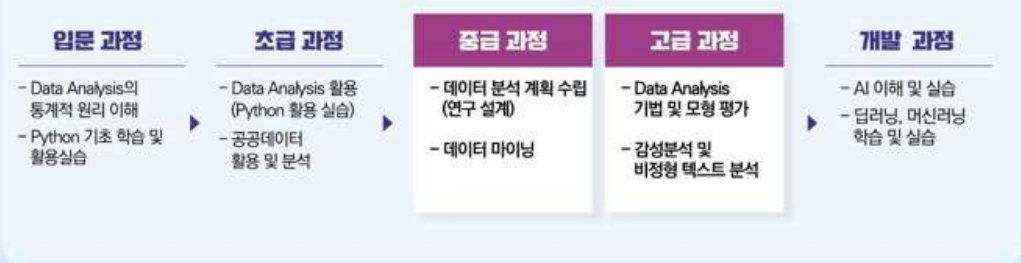 입문 과정
- Data Analysis의
통계적 원리 이해
- Python 기초 학습 및
활용실습
초급 과정
- Data Analysis 활용
(Python 활용 실습)
- 공공데이터
활용 및 분석
중급 과정
- 데이터 분석 계획 수립
(연구 설계)
- 데이터 마이닝
고급 과정
- Data Analysis
기법 및 모형 평가
- 감성분석 및
비정형 텍스트 분석
개발 과정
- AI 이해 및 실습
- 딥러닝, 머신러닝
학습 및 실습